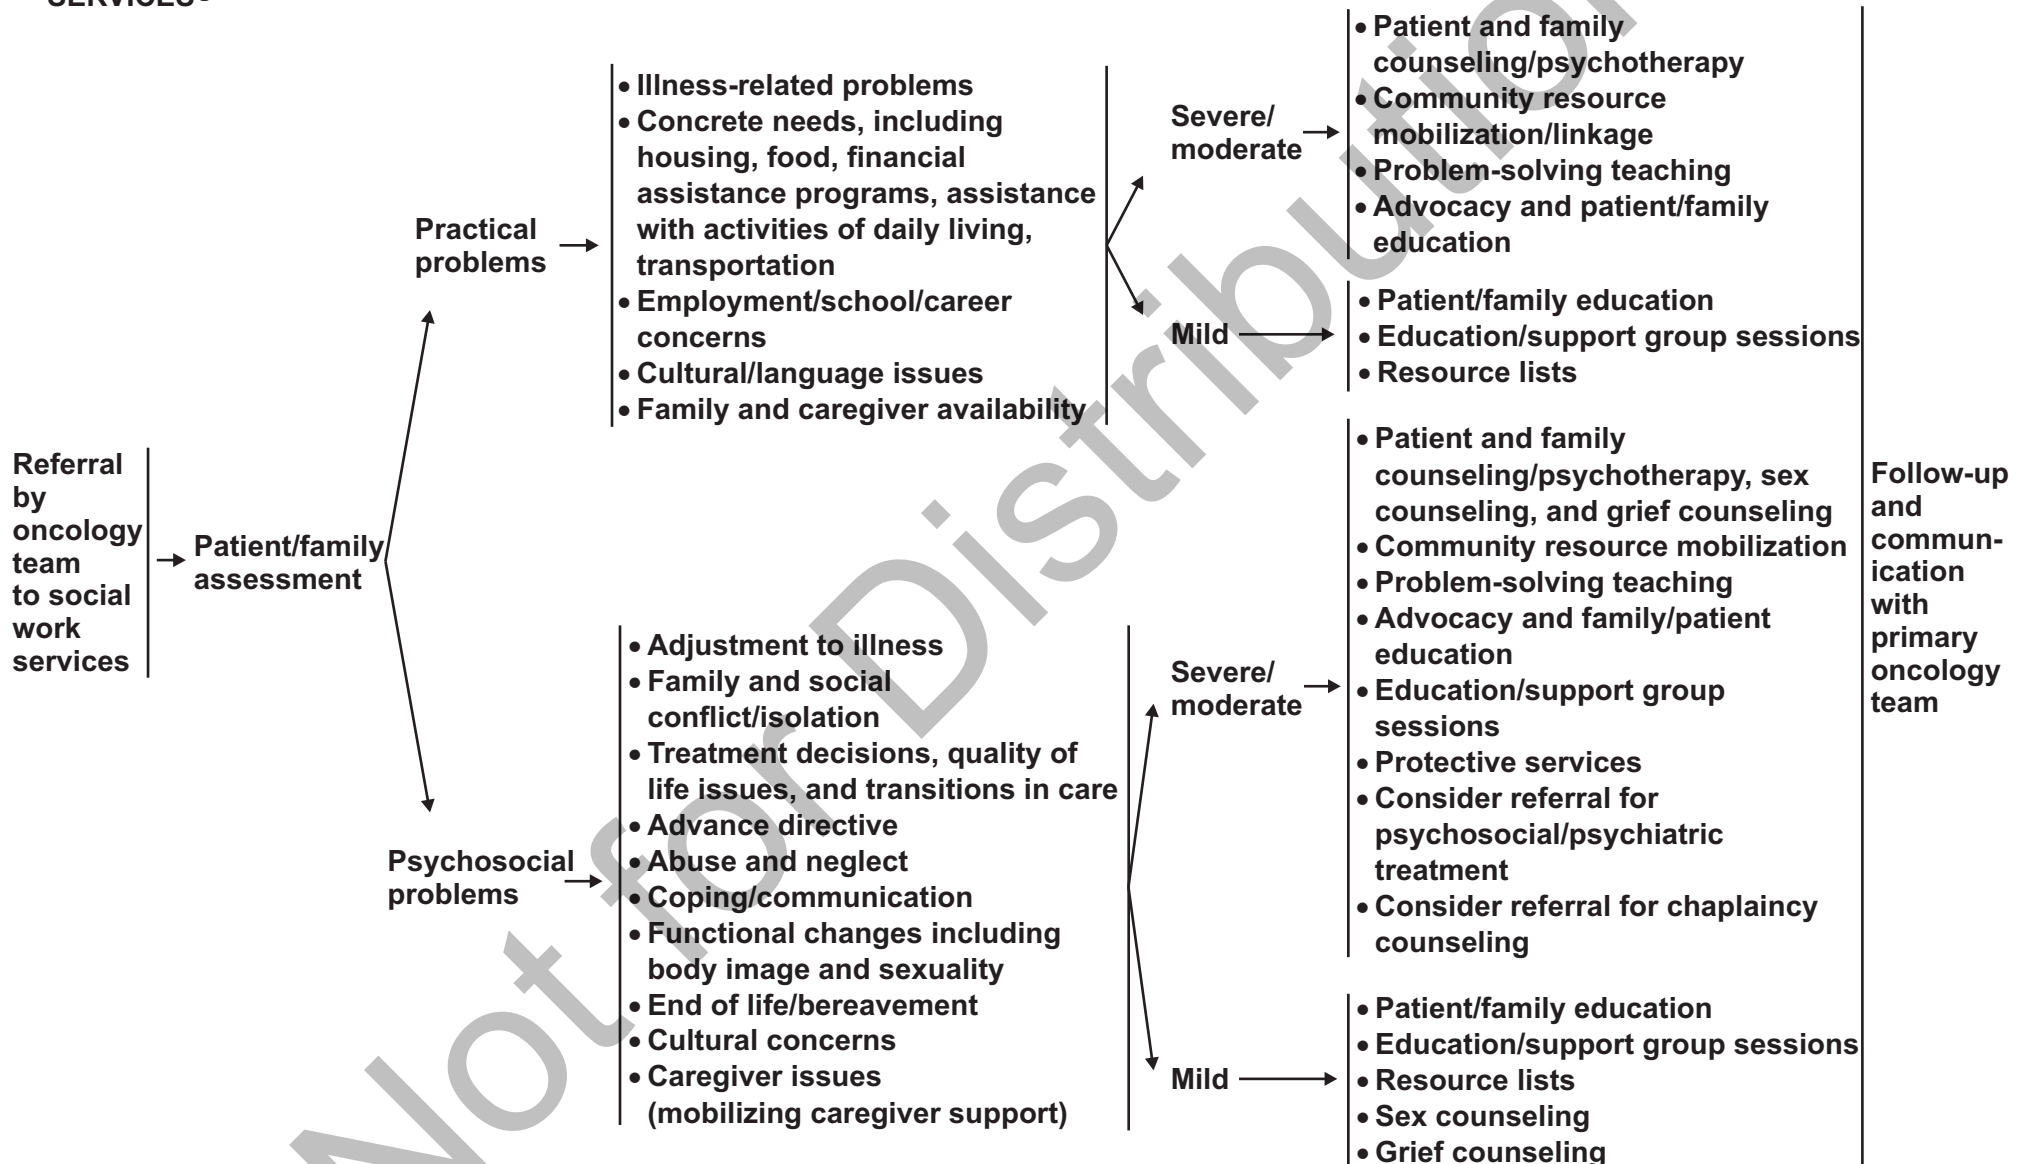 SERVICES
Referral
by
oncology
team
to social
work
services
Patient/family
assessment
Practical
problems
• Illness-related problems
• Concrete needs, including
housing, food, financial
assistance programs, assistance
with activities of daily living,
transportation
• Employment/school/career
concerns
• Cultural/language issues
• Family and caregiver availability
Severe/
moderate
• Patient and family
counseling/psychotherapy
• Community resource
mobilization/linkage
• Problem-solving teaching
• Advocacy and patient/family
education
Mild
• Patient/family education
• Education/support group sessions
• Resource lists
Psychosocial
problems
• Adjustment to illness
• Family and social
conflict/isolation
• Treatment decisions, quality of
life issues, and transitions in care
• Advance directive
• Abuse and neglect
• Coping/communication
• Functional changes including
body image and sexuality
• End of life/bereavement
• Cultural concerns
• Caregiver issues
(mobilizing caregiver support)
Severe/
moderate
• Patient and family
counseling/psychotherapy, sex
counseling, and grief counseling
• Community resource mobilization
• Problem-solving teaching
• Advocacy and family/patient
education
• Education/support group
sessions
• Protective services
• Consider referral for
psychosocial/psychiatric
treatment
• Consider referral for chaplaincy
counseling
Mild
• Patient/family education
• Education/support group sessions
• Resource lists
• Sex counseling
• Grief counseling
Follow-up
and
commun-
ication
with
primary
oncology
team
Not for Distribution